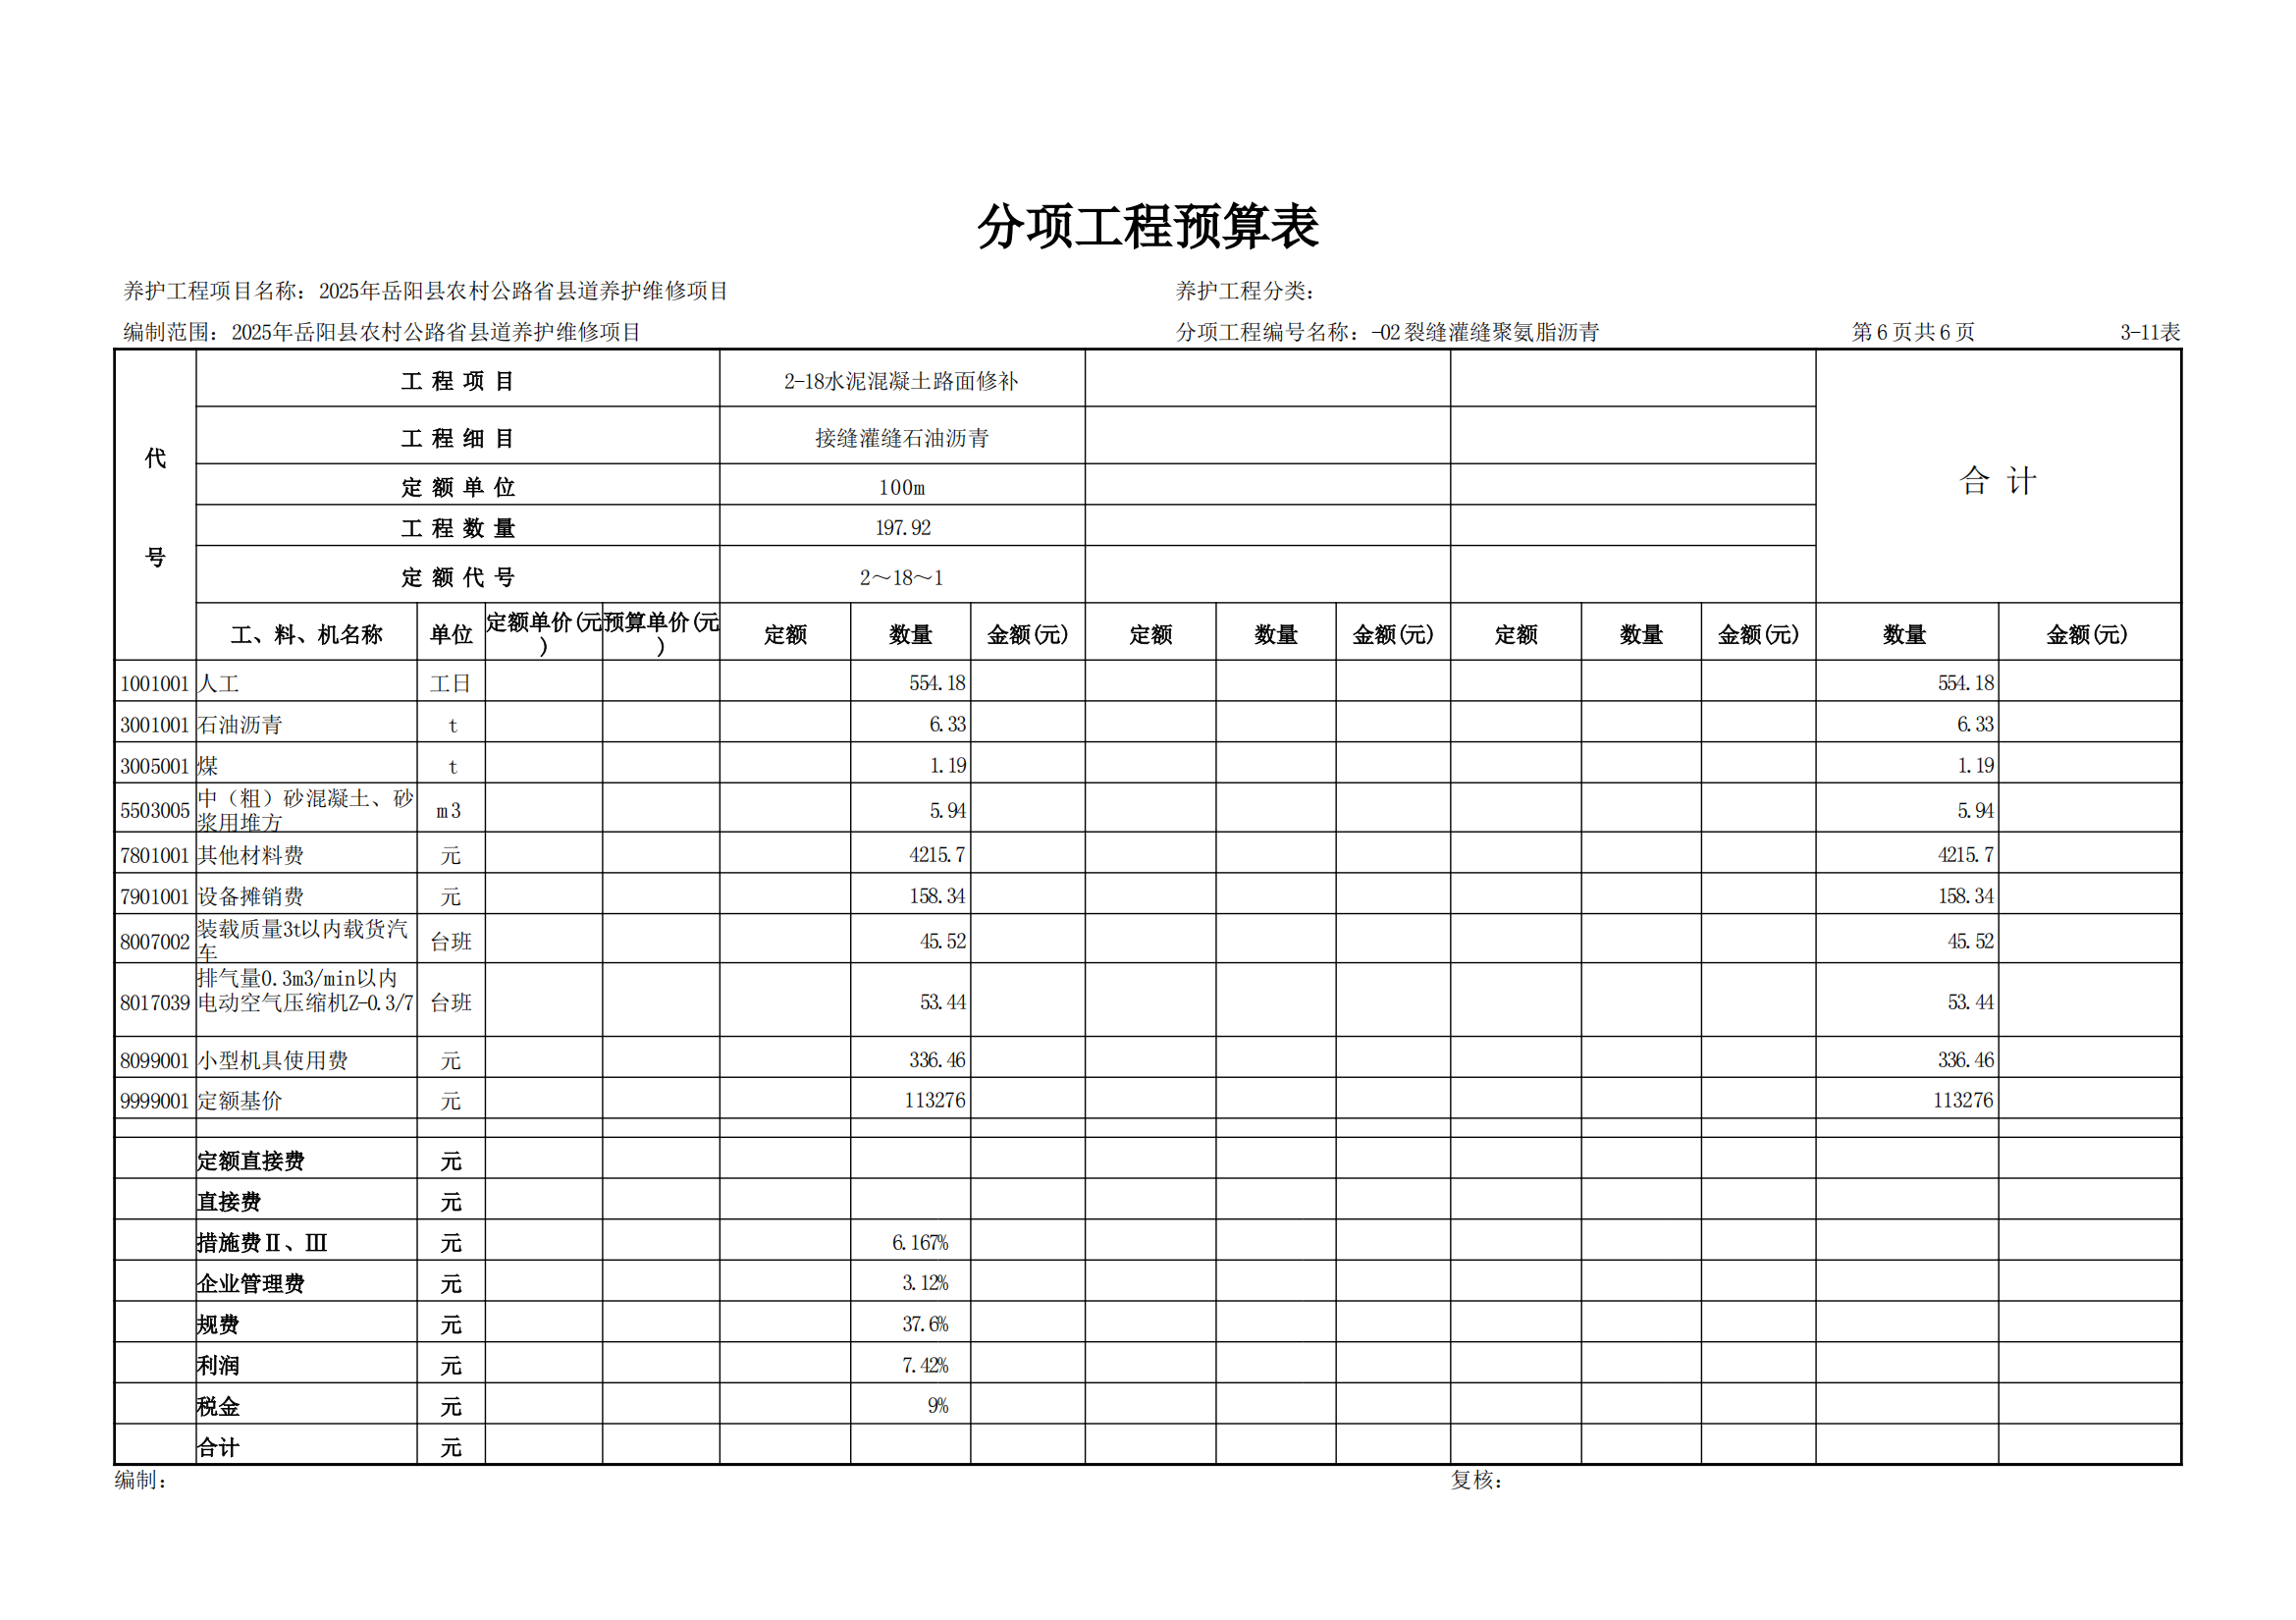 分项工程预算表
养护工程项目名称：2025年岳阳县农村公路省县道养护维修项目 养护工程分类：
编制范围：2025年岳阳县农村公路省县道养护维修项目 分项工程编号名称：-02裂缝灌缝聚氨脂沥青 第6页共6页 3-11表
代号
工程项目 2-18水泥混凝土路面修补
合计
工程细目 接缝灌缝石油沥青
定额单位 100m
工程数量 197.92
定额代号 2～18～1
工、料、机名称 单位 定额单价(元) 预算单价(元) 定额 数量 金额(元) 定额 数量 金额(元) 定额 数量 金额(元) 数量 金额(元)
1001001 人工 工日 554.18 554.18
3001001 石油沥青 t 6.33 6.33
3005001 煤 t 1.19 1.19
5503005 中（粗）砂混凝土、砂浆用堆方 m3 5.94 5.94
7801001 其他材料费 元 4215.7 4215.7
7901001 设备摊销费 元 158.34 158.34
8007002 装载质量3t以内载货汽车 台班 45.52 45.52
8017039 排气量0.3m3/min以内电动空气压缩机Z-0.3/7 台班 53.44 53.44
8099001 小型机具使用费 元 336.46 336.46
9999001 定额基价 元 113276 113276
定额直接费 元
直接费 元
措施费Ⅱ、Ⅲ 元 6.167%
企业管理费 元 3.12%
规费 元 37.6%
利润 元 7.42%
税金 元 9%
合计 元
编制： 复核：